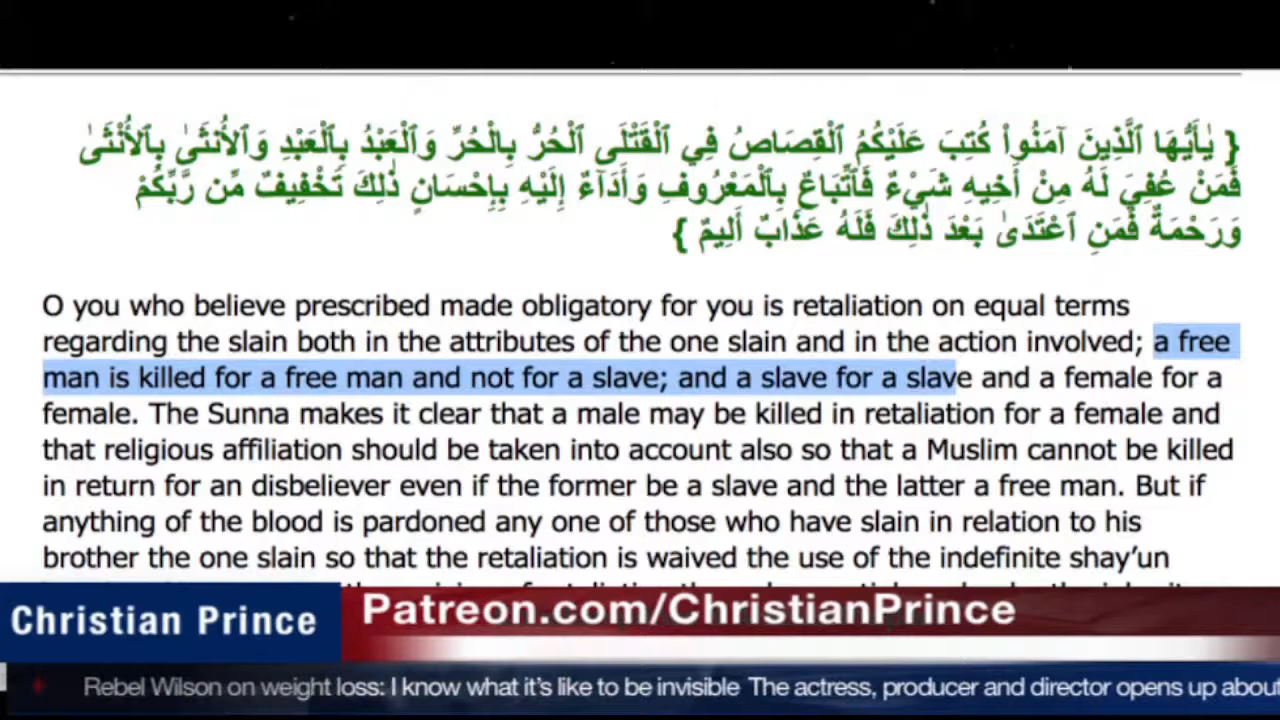 { يٰأَيُّهَا ٱلَّذِينَ آمَنُواْ كُتِبَ عَلَيْكُمُ ٱلْقِصَاصُ فِي ٱلْقَتْلَى ٱلْحُرُّ بِالْحُرِّ وَٱلْعَبْدُ بِٱلْعَبْدِ وَٱلأُنْثَىٰ بِٱلأُنْثَىٰ
فَمَنْ عُفِيَ لَهُ مِنْ أَخِيهِ شَيْءٌ فَٱتِّبَاعٌ بِٱلْمَعْرُوفِ وَأَدَآءٌ إِلَيْهِ بِإِحْسَانٍ ذٰلِكَ تَخْفِيفٌ مِّن رَّبِّكُمْ
وَرَحْمَةٌ فَمَنِ ٱعْتَدَىٰ بَعْدَ ذٰلِكَ فَلَهُ عَذَابٌ أَلِيمٌ }
O you who believe prescribed made obligatory for you is retaliation on equal terms
regarding the slain both in the attributes of the one slain and in the action involved; a free
man is killed for a free man and not for a slave; and a slave for a slave and a female for a
female. The Sunna makes it clear that a male may be killed in retaliation for a female and
that religious affiliation should be taken into account also so that a Muslim cannot be killed
in return for an disbeliever even if the former be a slave and the latter a free man. But if
anything of the blood is pardoned any one of those who have slain in relation to his
brother the one slain so that the retaliation is waived the use of the indefinite shay’un
Christian Prince
Patreon.com/ChristianPrince
Rebel Wilson on weight loss: I know what it’s like to be invisible The actress, producer and director opens up about